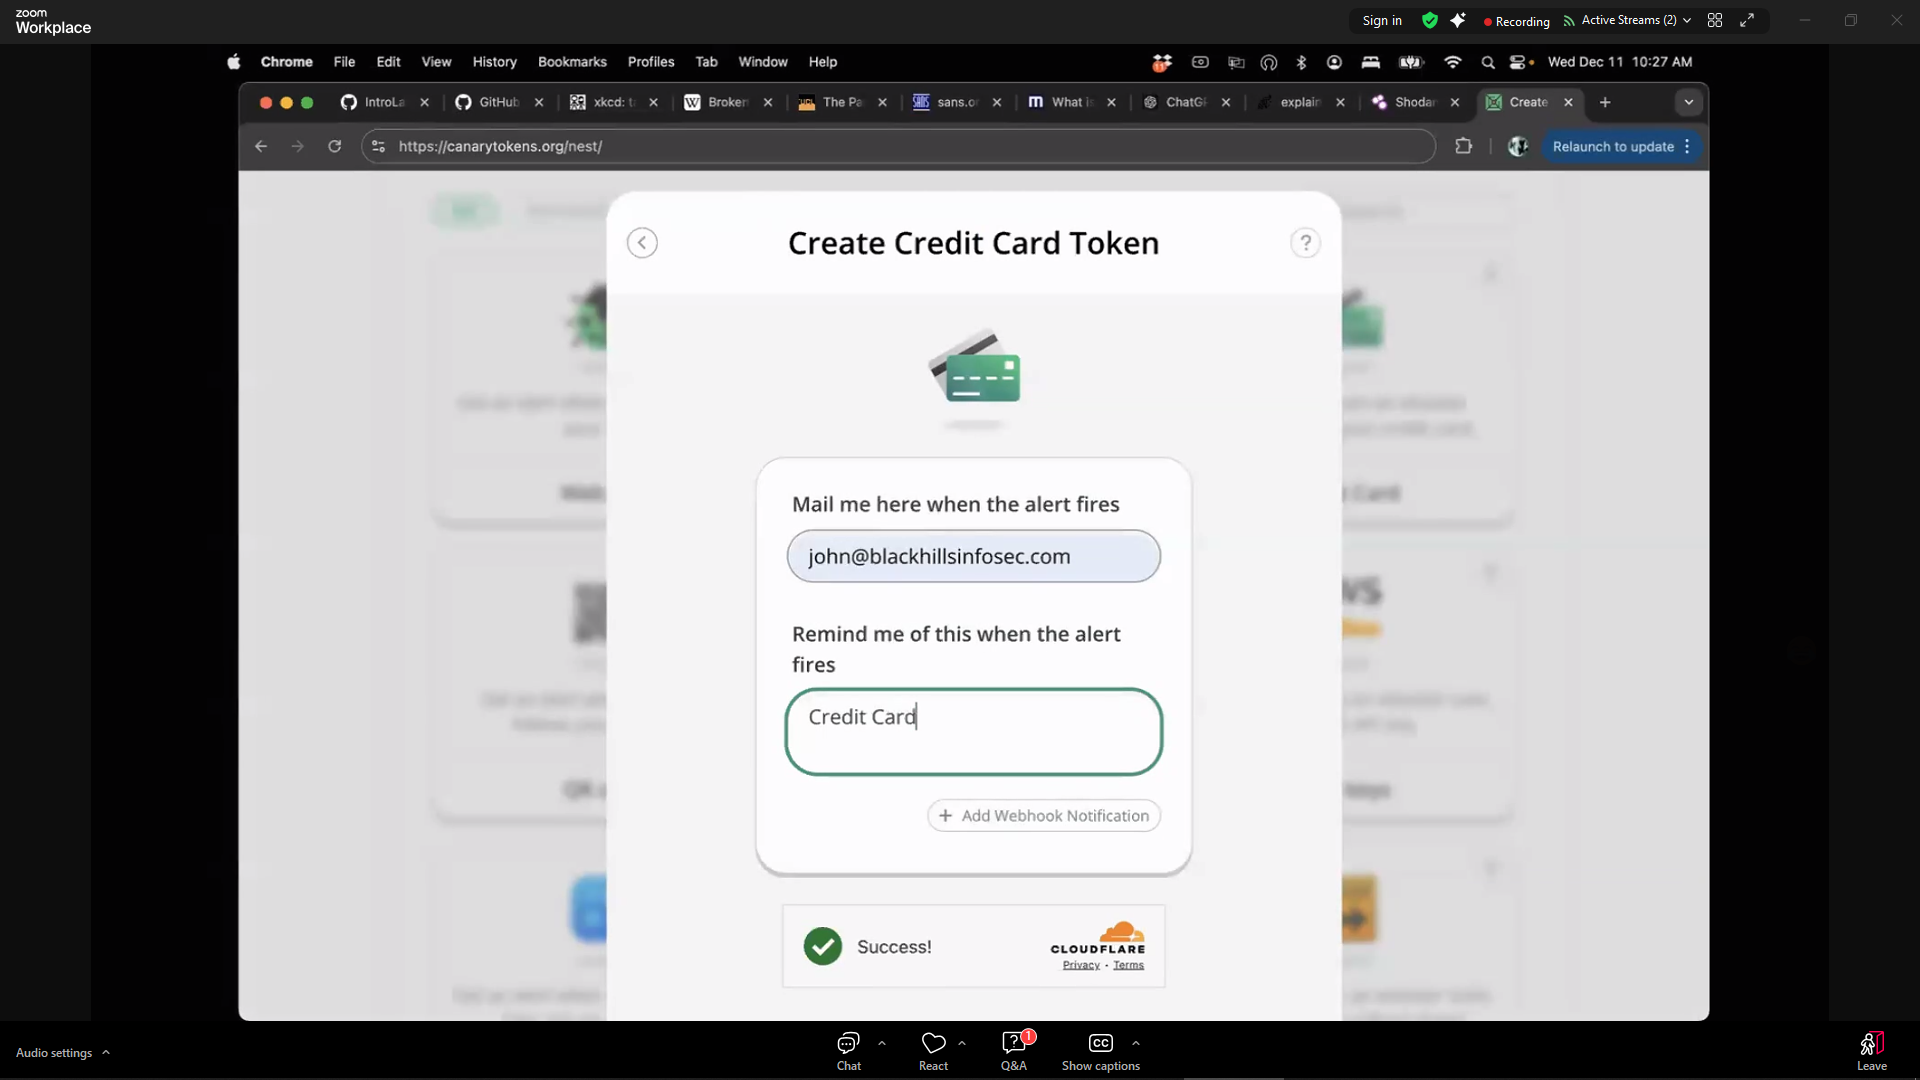 zoom
Workplace
Sign in
Recording
Active Streams (2)
Chrome File Edit View History Bookmarks Profiles Tab Window Help
Wed Dec 11 10:27 AM
IntroLa
GitHub
xkcd: t
Broken
The Pa
sans.or
What is
ChatG
explain
Shodan
Create
https://canarytokens.org/nest/
Relaunch to update
Create Credit Card Token
?
Mail me here when the alert fires
john@blackhillsinfosec.com
Remind me of this when the alert
fires
Credit Card
+ Add Webhook Notification
Success!
CLOUDFLARE
Privacy · Terms
Audio settings
Chat
React
1
Q&A
CC
Show captions
Leave